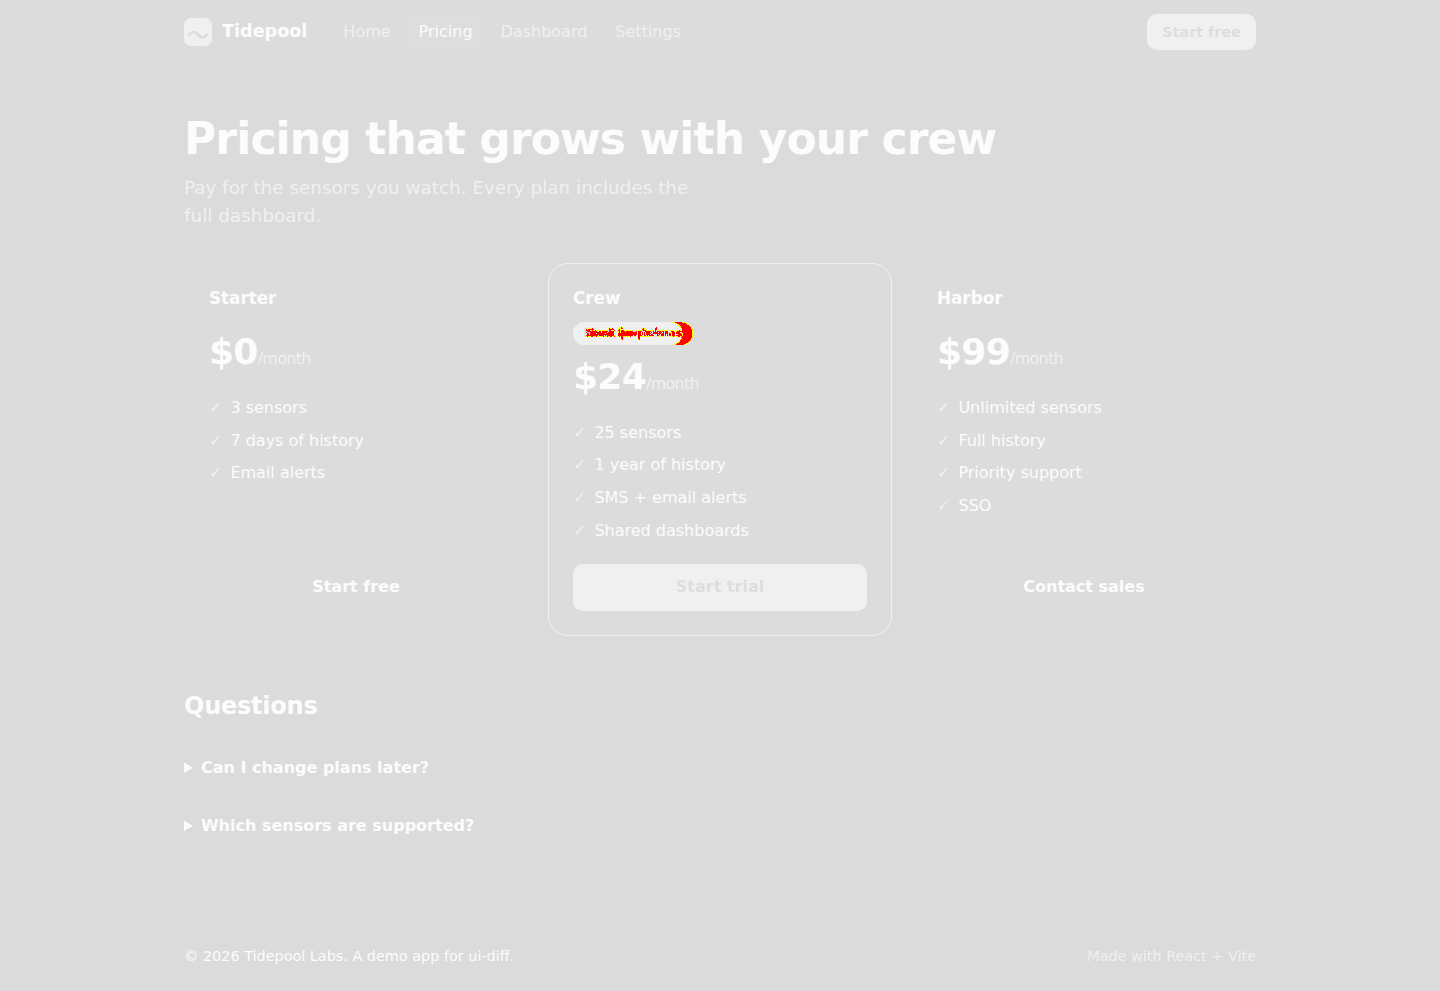 Tidepool Home Pricing Dashboard Settings Start free
Pricing that grows with your crew
Pay for the sensors you watch. Every plan includes the
full dashboard.
Starter
$0/month
✓ 3 sensors
✓ 7 days of history
✓ Email alerts
Start free
Crew
$24/month
✓ 25 sensors
✓ 1 year of history
✓ SMS + email alerts
✓ Shared dashboards
Start trial
Harbor
$99/month
✓ Unlimited sensors
✓ Full history
✓ Priority support
✓ SSO
Contact sales
Questions
Can I change plans later?
Which sensors are supported?
© 2026 Tidepool Labs. A demo app for ui-diff. Made with React + Vite